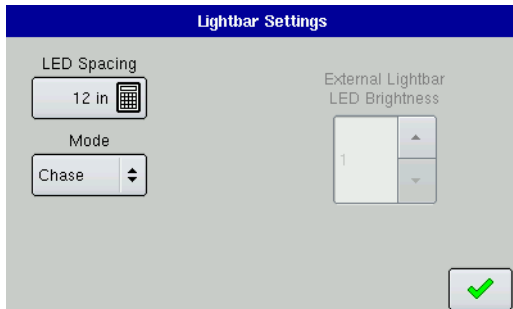 Lightbar Settings
LED Spacing
12 in
Mode
Chase
External Lightbar
LED Brightness
1